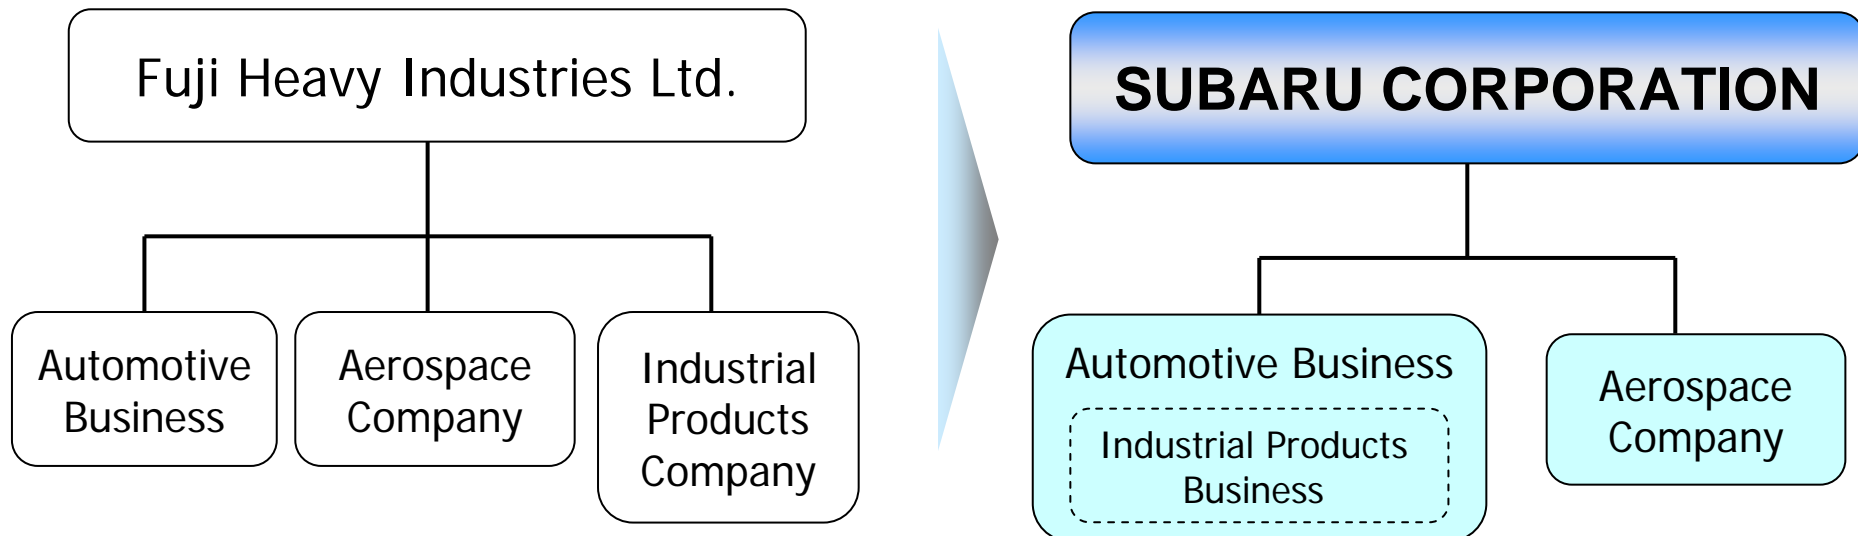 Fuji Heavy Industries Ltd.
Automotive
Business
Aerospace
Company
Industrial
Products
Company
SUBARU CORPORATION
Automotive Business
Industrial Products
Business
Aerospace
Company